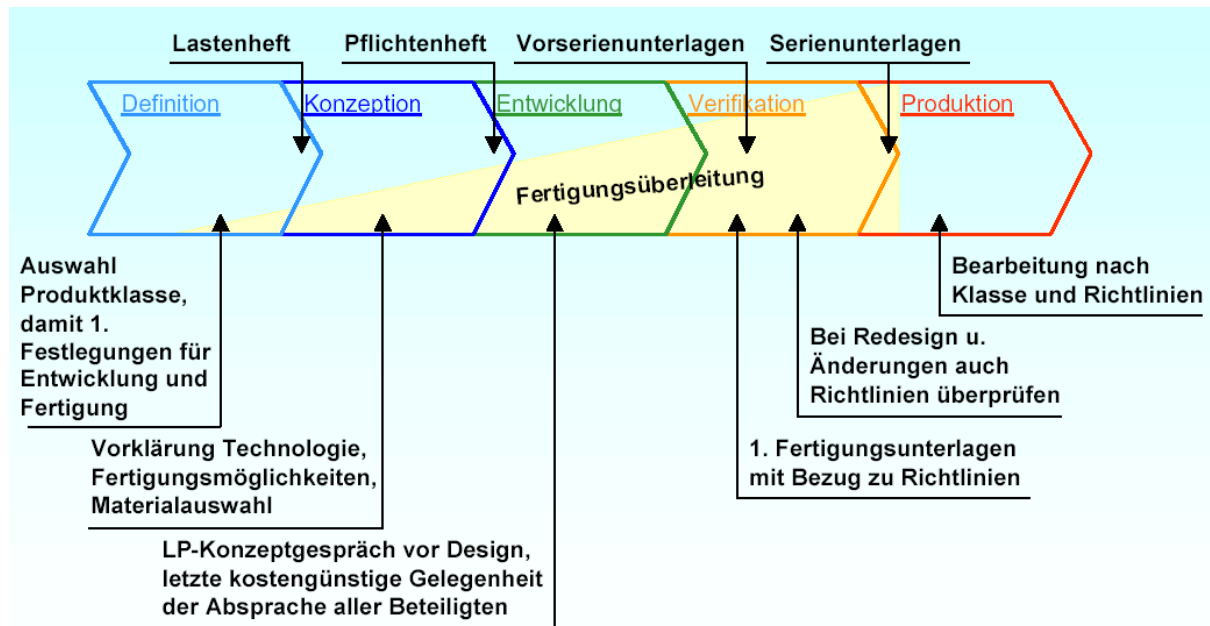 Lastenheft
Pflichtenheft
Vorserienunterlagen
Serienunterlagen
Definition
Konzeption
Entwicklung
Verifikation
Produktion
Fertigungsüberleitung
Auswahl
Produktklasse,
damit 1.
Festlegungen für
Entwicklung und
Fertigung
Vorklärung Technologie,
Fertigungsmöglichkeiten,
Materialauswahl
LP-Konzeptgespräch vor Design,
letzte kostengünstige Gelegenheit
der Absprache aller Beteiligten
1. Fertigungsunterlagen
mit Bezug zu Richtlinien
Bei Redesign u.
Änderungen auch
Richtlinien überprüfen
Bearbeitung nach
Klasse und Richtlinien